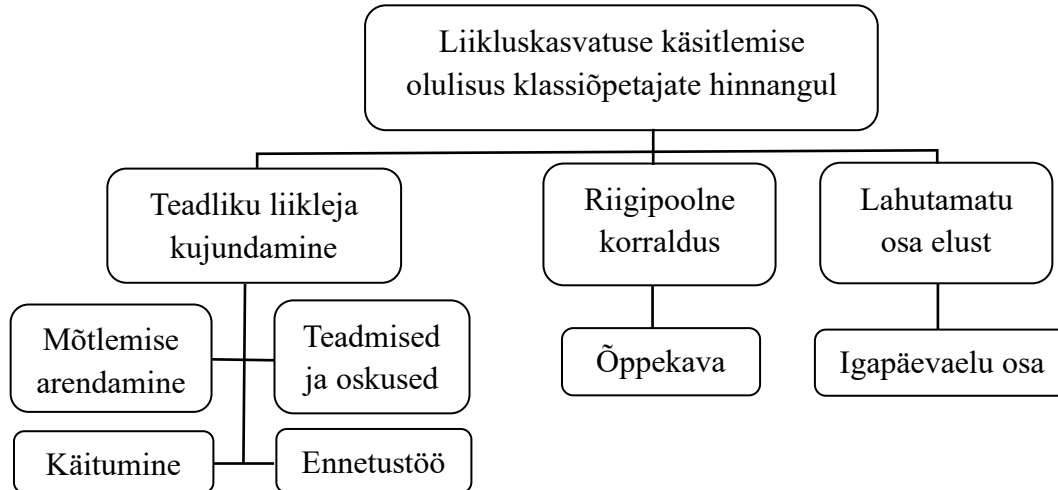 Liikluskasvatuse käsitlemise
olulisus klassiõpetajate hinnangul
Teadliku liikleja
kujundamine
Riigipoolne
korraldus
Lahutamatu
osa elust
Mõtlemise
arendamine
Teadmised
ja oskused
Õppekava
Igapäevaelu osa
Käitumine
Ennetustöö